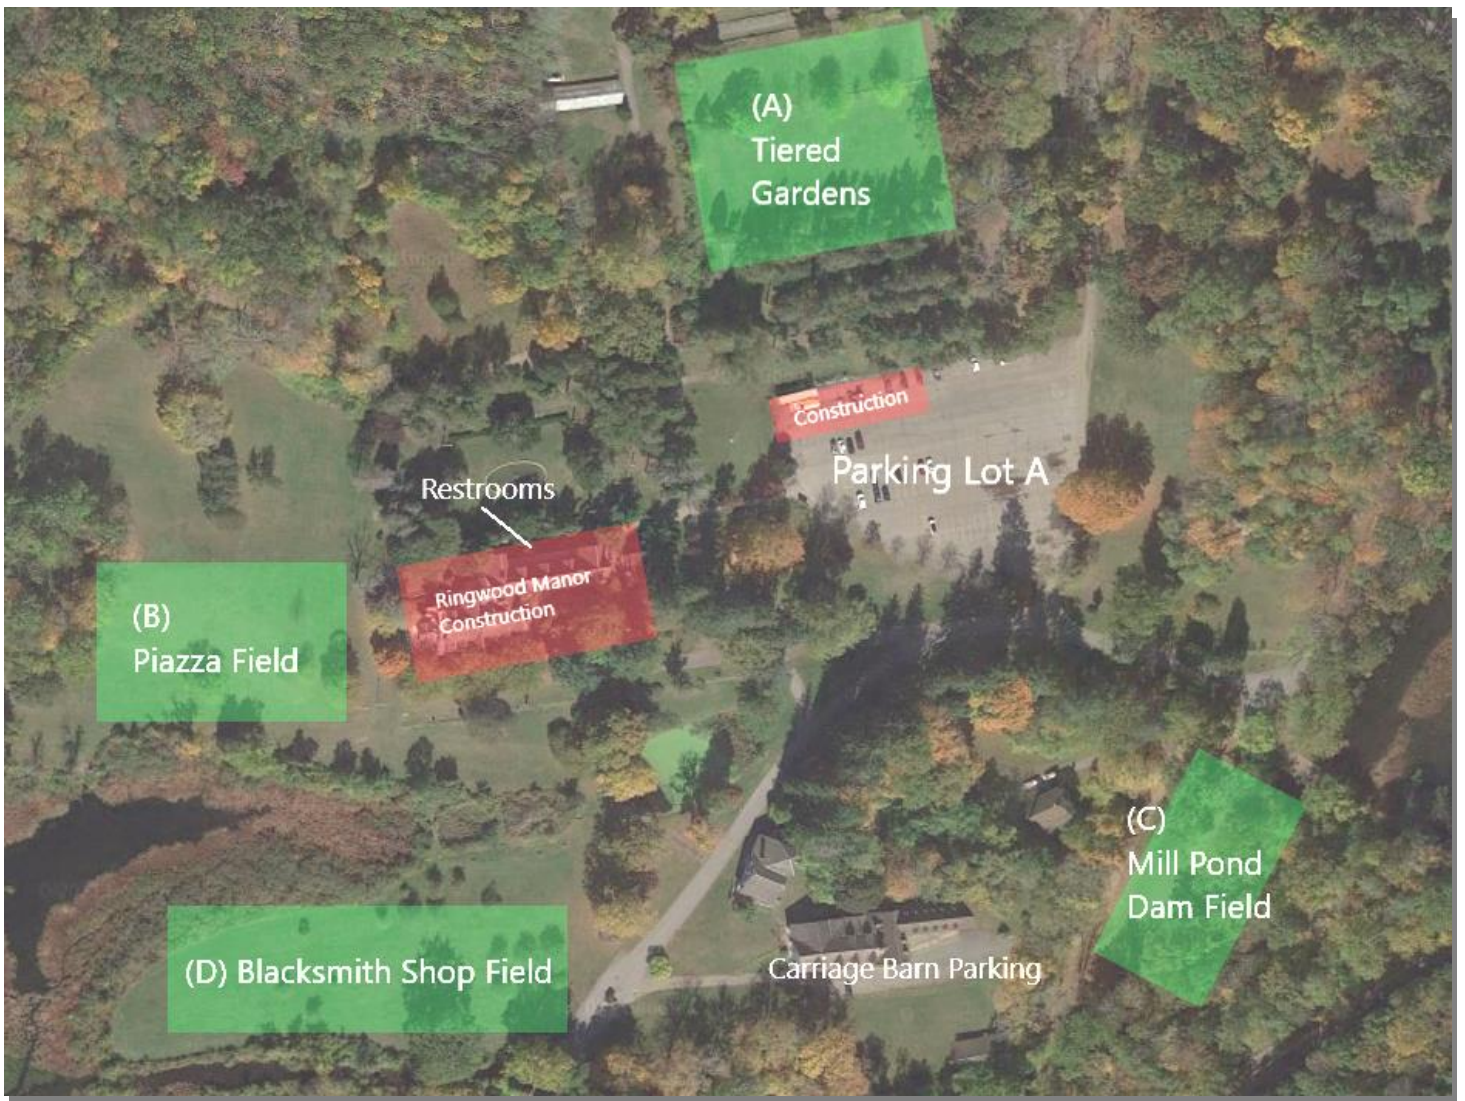 (A)
Tiered
Gardens
Construction
Parking Lot A
Restrooms
Ringwood Manor
Construction
(B)
Piazza Field
(C)
Mill Pond
Dam Field
(D) Blacksmith Shop Field
Carriage Barn Parking